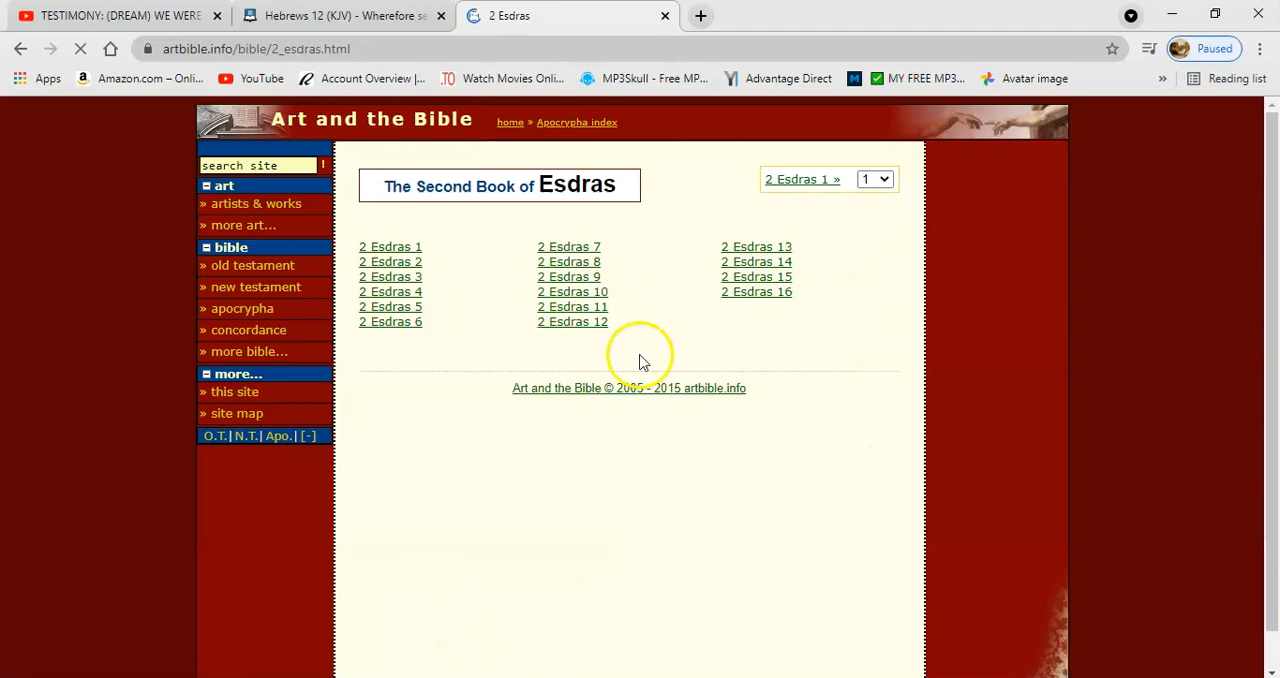 TESTIMONY: (DREAM) WE WERE
Hebrews 12 (KJV) - Wherefore se
2 Esdras
artbible.info/bible/2_esdras.html
Paused
Apps
Amazon.com – Onli...
YouTube
Account Overview |...
Watch Movies Onlin...
MP3Skull - Free MP...
Advantage Direct
MY FREE MP3...
Avatar image
»
Reading list
Art and the Bible
home » Apocrypha index
search site !
art
» artists & works
» more art...
bible
» old testament
» new testament
» apocrypha
» concordance
» more bible...
more...
» this site
» site map
O.T.| N.T.| Apo.| [-]
The Second Book of Esdras
2 Esdras 1 » 1
2 Esdras 1
2 Esdras 2
2 Esdras 3
2 Esdras 4
2 Esdras 5
2 Esdras 6
2 Esdras 7
2 Esdras 8
2 Esdras 9
2 Esdras 10
2 Esdras 11
2 Esdras 12
2 Esdras 13
2 Esdras 14
2 Esdras 15
2 Esdras 16
Art and the Bible © 2005 - 2015 artbible.info